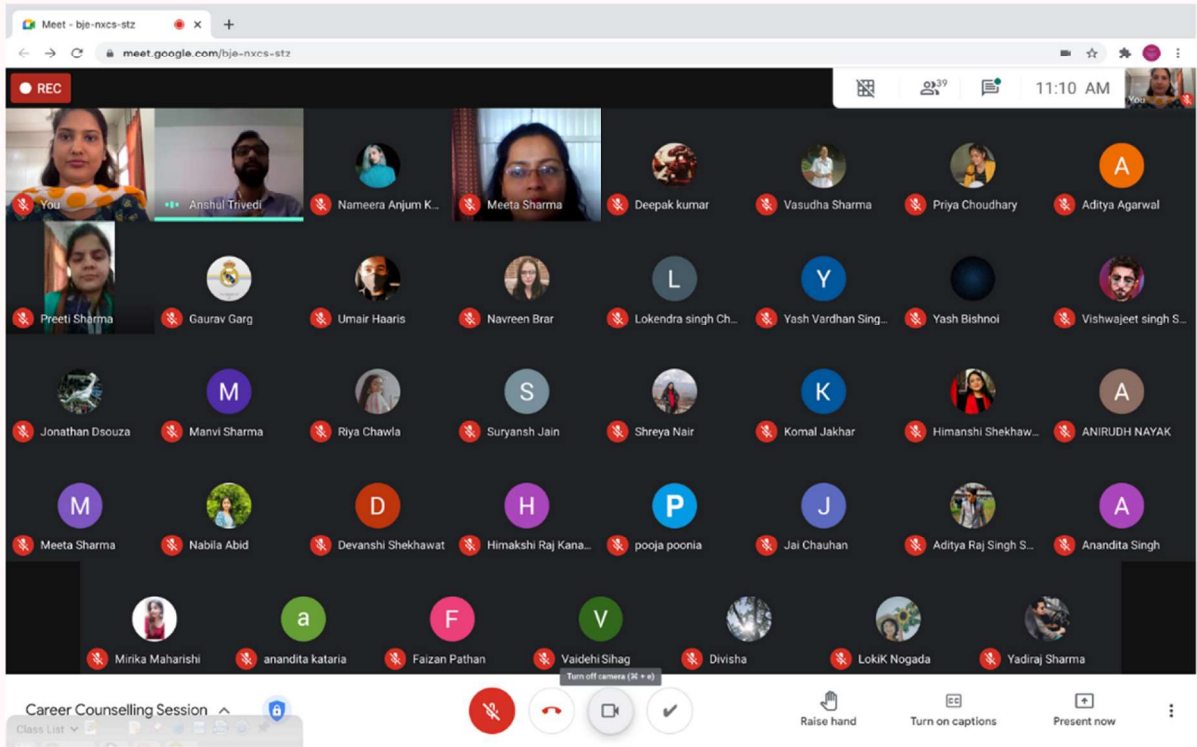 Meet - bje-nxcs-stz
meet.google.com/bje-nxcs-stz
REC
39
11:10 AM
You
You
Anshul Trivedi
Nameera Anjum K...
Meeta Sharma
Deepak kumar
Vasudha Sharma
Priya Choudhary
A
Aditya Agarwal
Preeti Sharma
Gaurav Garg
Umair Haaris
Navreen Brar
L
Lokendra singh Ch...
Y
Yash Vardhan Sing...
Yash Bishnoi
Vishwajeet singh S...
Jonathan Dsouza
M
Manvi Sharma
Riya Chawla
S
Suryansh Jain
Shreya Nair
K
Komal Jakhar
Himanshi Shekhaw...
A
ANIRUDH NAYAK
M
Meeta Sharma
Nabila Abid
D
Devanshi Shekhawat
H
Himakshi Raj Kana...
P
pooja poonia
J
Jai Chauhan
Aditya Raj Singh S...
A
Anandita Singh
Mirika Maharishi
a
anandita kataria
F
Faizan Pathan
V
Vaidehi Sihag
Divisha
LokiK Nogada
Yadiraj Sharma
Turn off camera (⌘ + e)
Career Counselling Session
Class List
Raise hand
Turn on captions
Present now